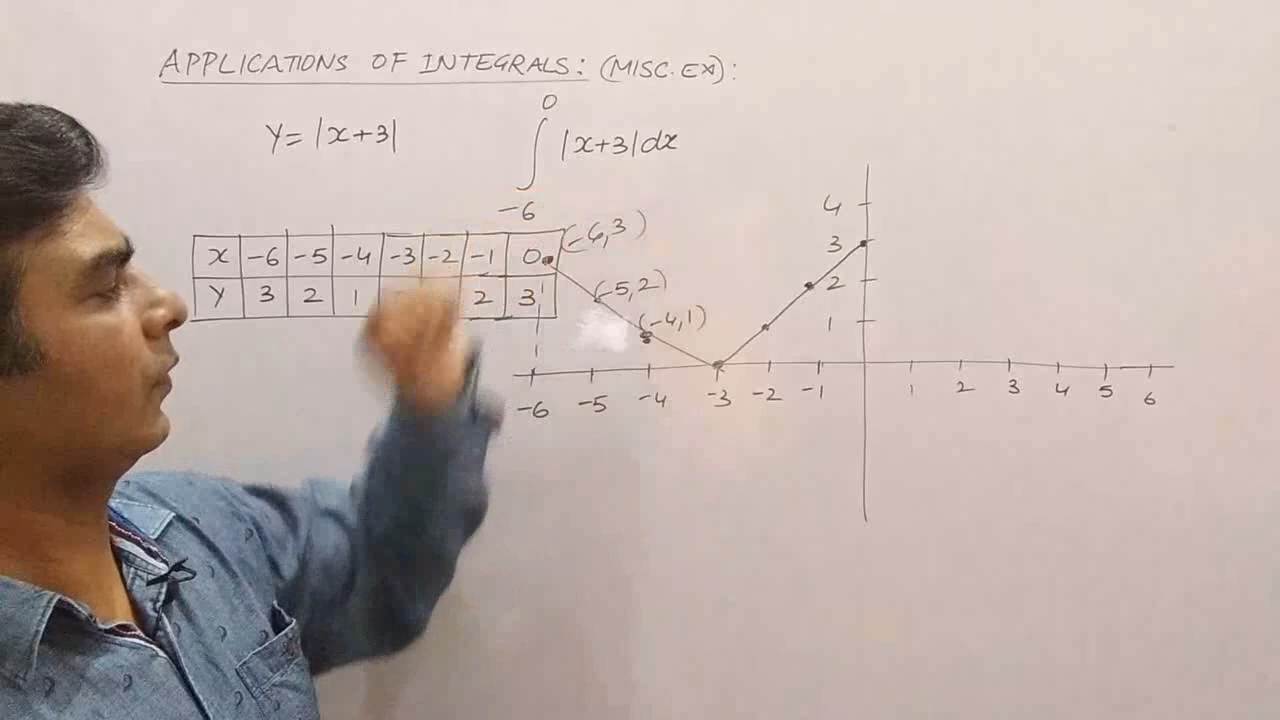 APPLICATIONS OF INTEGRALS: (MISC. EX):
Y= |x+3|
0
∫ |x+3|dx
-6
X -6 -5 -4 -3 -2 -1 0
Y 3 2 1 2 3
(-6,3)
(-5,2)
(-4,1)
4
3
2
1
-6 -5 -4 -3 -2 -1 1 2 3 4 5 6